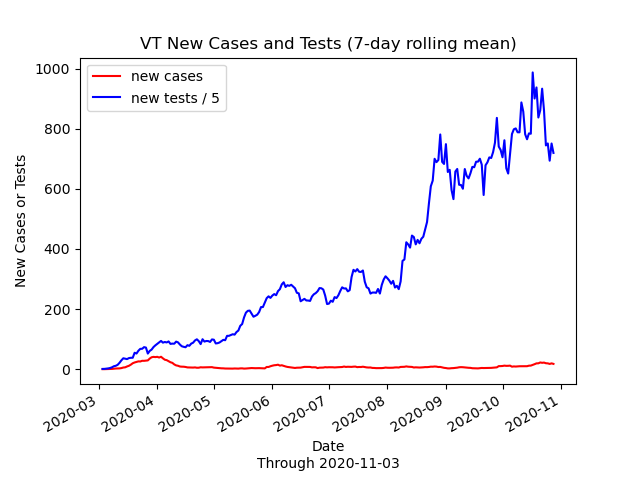 VT New Cases and Tests (7-day rolling mean)
new cases
new tests / 5
New Cases or Tests
1000
800
600
400
200
0
2020-03
2020-04
2020-05
2020-06
2020-07
2020-08
2020-09
2020-10
2020-11
Date
Through 2020-11-03